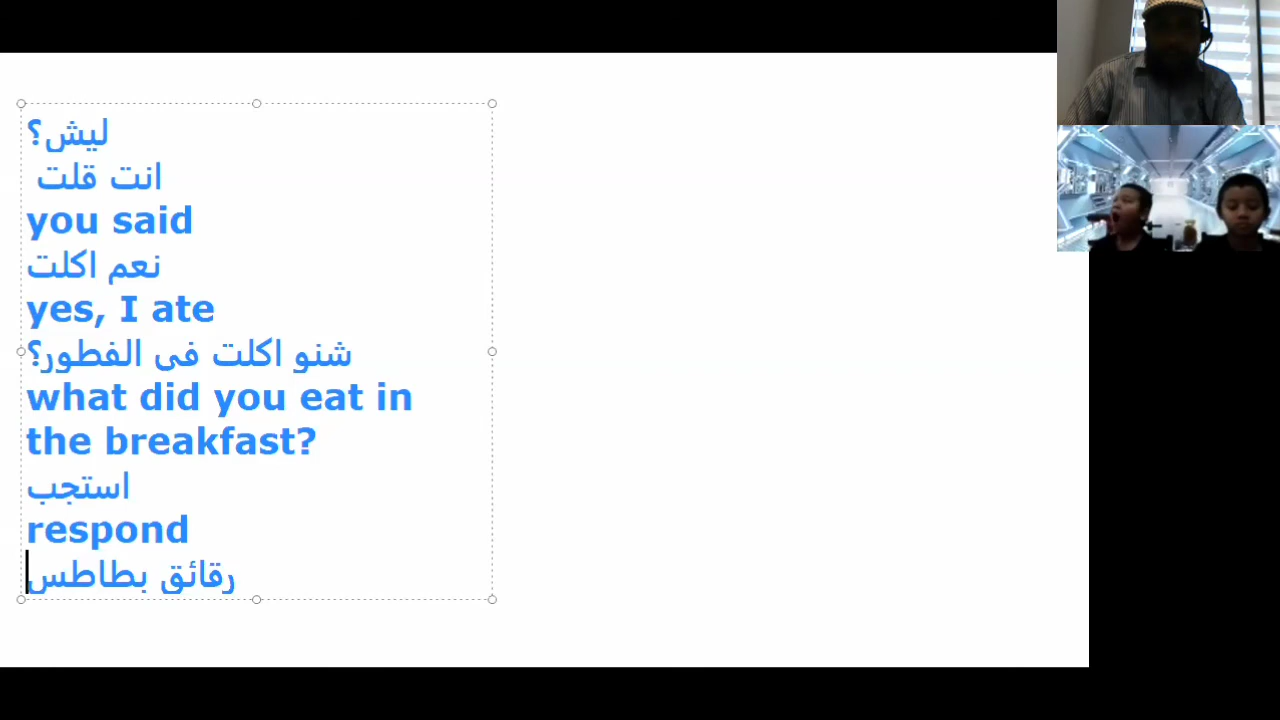 ليش؟
انت قلت
you said
نعم اكلت
yes, I ate
شنو اكلت في الفطور؟
what did you eat in
the breakfast?
استجب
respond
رقائق بطاطس